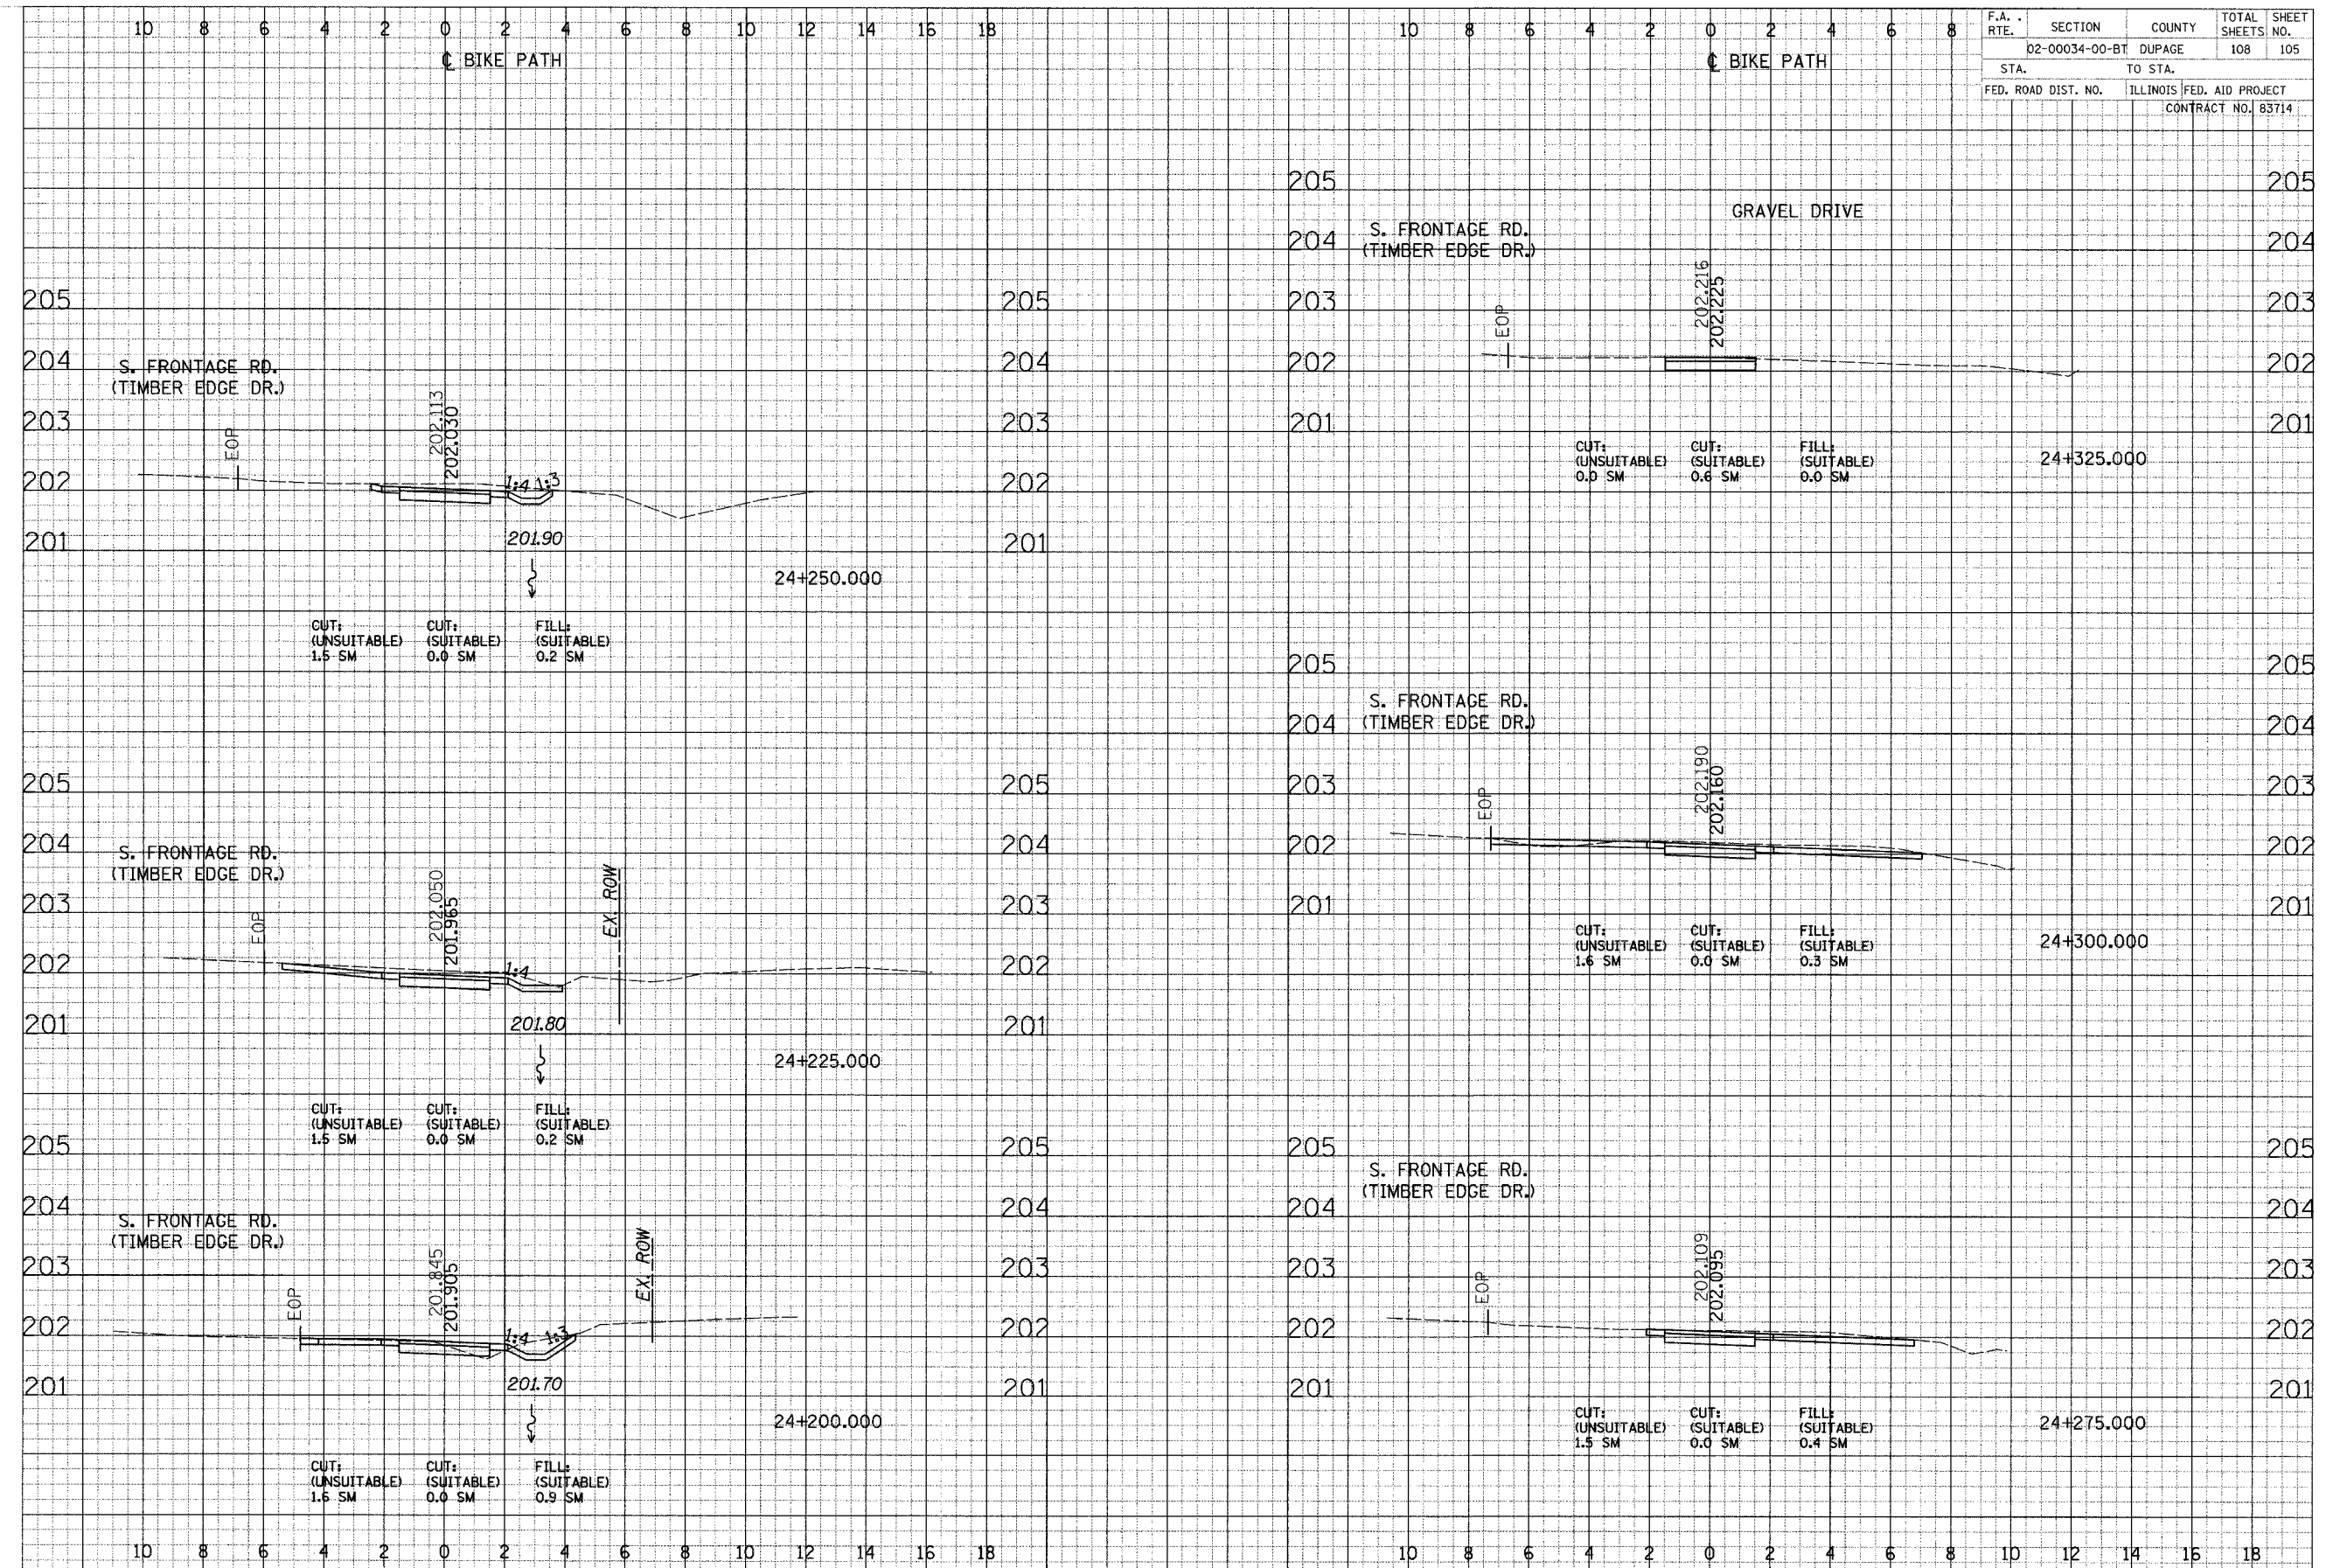 10 8 6 4 2 0 2 4 6 8 10 12 14 16 18
℄ BIKE PATH
205 205
204 204
S. FRONTAGE RD.
(TIMBER EDGE DR.)
203 203
EOP
202.113
202.030
1:4 1:3
202 202
201.90
201 201
24+250.000
CUT: CUT: FILL:
(UNSUITABLE) (SUITABLE) (SUITABLE)
1.5 SM 0.0 SM 0.2 SM
205 205
204 204
S. FRONTAGE RD.
(TIMBER EDGE DR.)
203 203
EOP
202.050
201.965
EX. ROW
1:4
202 202
201.80
201 201
24+225.000
CUT: CUT: FILL:
(UNSUITABLE) (SUITABLE) (SUITABLE)
1.5 SM 0.0 SM 0.2 SM
205 205
204 204
S. FRONTAGE RD.
(TIMBER EDGE DR.)
203 203
EOP
201.845
201.905
EX. ROW
1:4 1:3
202 202
201.70
201 201
24+200.000
CUT: CUT: FILL:
(UNSUITABLE) (SUITABLE) (SUITABLE)
1.6 SM 0.0 SM 0.9 SM
10 8 6 4 2 0 2 4 6 8 10 12 14 16 18
10 8 6 4 2 0 2 4 6 8
℄ BIKE PATH
F.A. . RTE. SECTION COUNTY TOTAL SHEETS SHEET NO.
02-00034-00-BT DUPAGE 108 105
STA. TO STA.
FED. ROAD DIST. NO. ILLINOIS FED. AID PROJECT
CONTRACT NO. 83714
205 205
GRAVEL DRIVE
S. FRONTAGE RD.
204 204
(TIMBER EDGE DR.)
203 203
EOP
202.216
202.225
202 202
201 201
CUT: CUT: FILL:
(UNSUITABLE) (SUITABLE) (SUITABLE)
0.0 SM 0.6 SM 0.0 SM
24+325.000
205 205
S. FRONTAGE RD.
204 204
(TIMBER EDGE DR.)
203 203
EOP
202.190
202.160
202 202
201 201
CUT: CUT: FILL:
(UNSUITABLE) (SUITABLE) (SUITABLE)
1.6 SM 0.0 SM 0.3 SM
24+300.000
205 205
S. FRONTAGE RD.
(TIMBER EDGE DR.)
204 204
203 203
EOP
202.109
202.095
202 202
201 201
CUT: CUT: FILL:
(UNSUITABLE) (SUITABLE) (SUITABLE)
1.5 SM 0.0 SM 0.4 SM
24+275.000
10 8 6 4 2 0 2 4 6 8 10 12 14 16 18